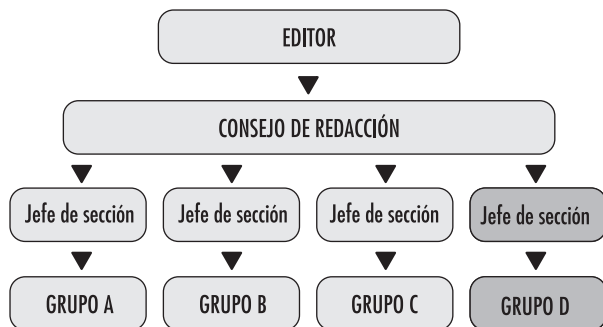 EDITOR
CONSEJO DE REDACCIÓN
Jefe de sección Jefe de sección Jefe de sección Jefe de sección
GRUPO A GRUPO B GRUPO C GRUPO D